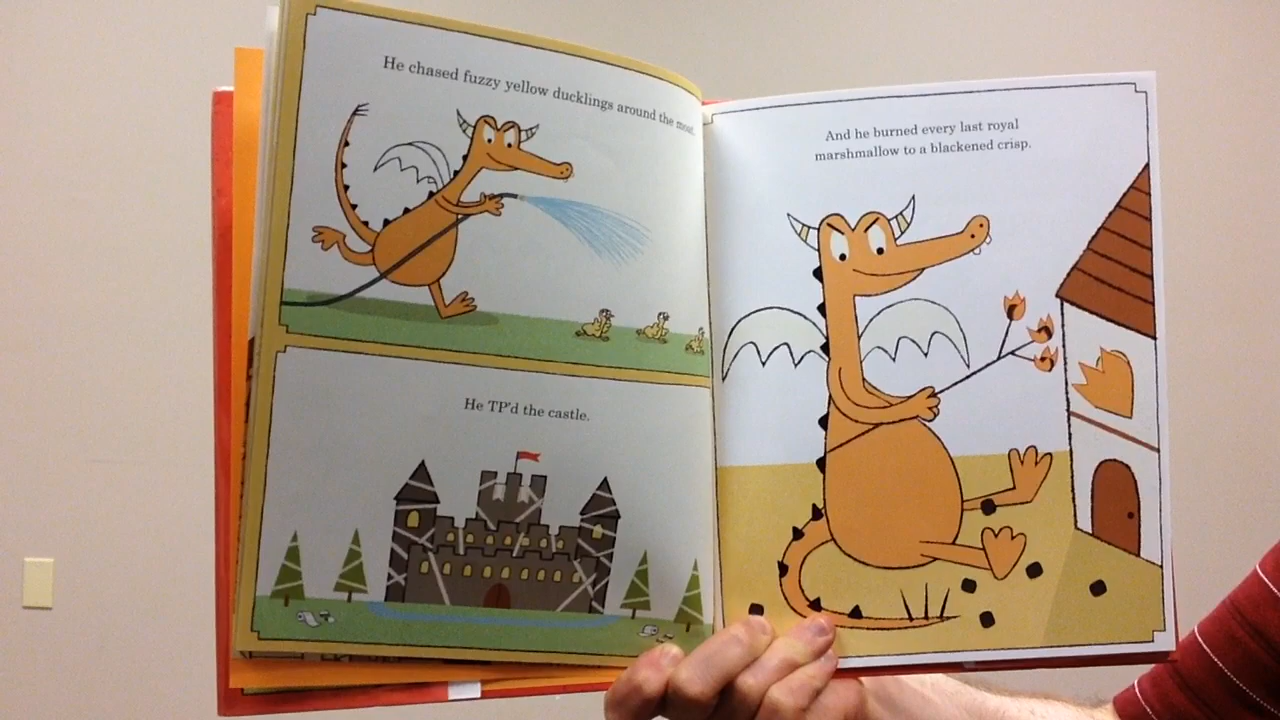 He chased fuzzy yellow ducklings around the moat.
He TP'd the castle.
And he burned every last royal
marshmallow to a blackened crisp.